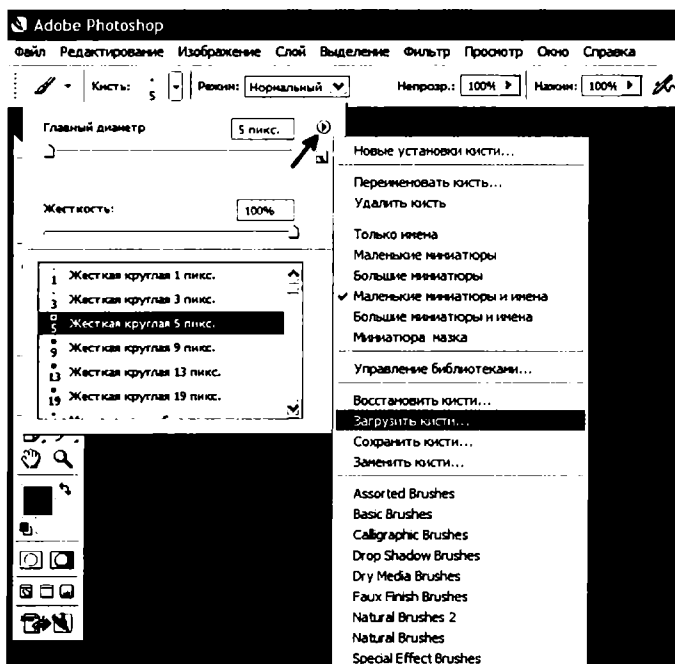 Adobe Photoshop
Файл Редактирование Изображение Слой Выделение Фильтр Просмотр Окно Справка
Кисть: 5 Режим: Нормальный Непрозр.: 100% Нажим: 100%
Главный диаметр 5 пикс.
Жесткость: 100%
1 Жесткая круглая 1 пикс.
3 Жесткая круглая 3 пикс.
5 Жесткая круглая 5 пикс.
9 Жесткая круглая 9 пикс.
13 Жесткая круглая 13 пикс.
19 Жесткая круглая 19 пикс.
Новые установки кисти...
Переименовать кисть...
Удалить кисть
Только имена
Маленькие миниатюры
Большие миниатюры
Маленькие миниатюры и имена
Большие миниатюры и имена
Миниатюра мазка
Управление библиотеками...
Восстановить кисти...
Загрузить кисти...
Сохранить кисти...
Заменить кисти...
Assorted Brushes
Basic Brushes
Calligraphic Brushes
Drop Shadow Brushes
Dry Media Brushes
Faux Finish Brushes
Natural Brushes 2
Natural Brushes
Special Effect Brushes